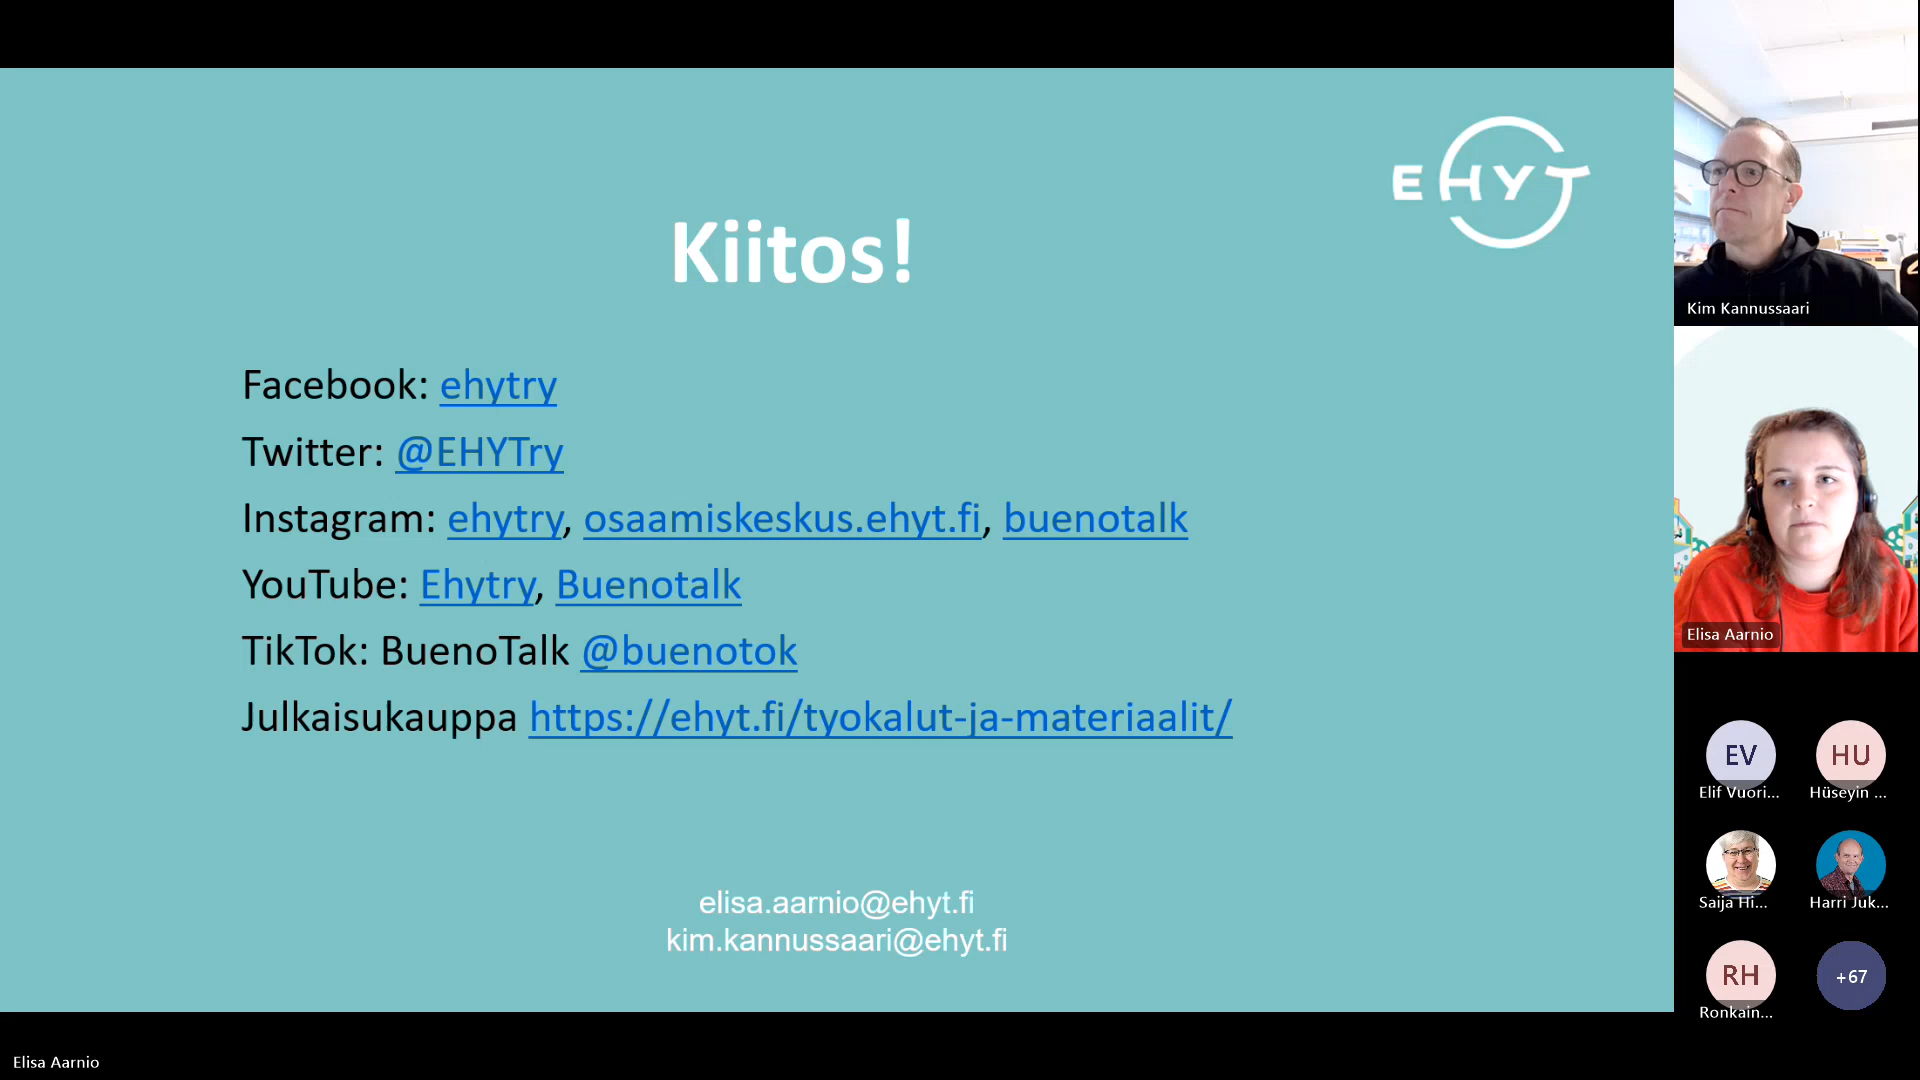 EHYT
Kiitos!
Facebook: ehytry
Twitter: @EHYTry
Instagram: ehytry, osaamiskeskus.ehyt.fi, buenotalk
YouTube: Ehytry, Buenotalk
TikTok: BuenoTalk @buenotok
Julkaisukauppa https://ehyt.fi/tyokalut-ja-materiaalit/
elisa.aarnio@ehyt.fi
kim.kannussaari@ehyt.fi
Kim Kannussaari
Elisa Aarnio
EV
Elif Vuori...
HU
Hüseyin ...
Saija Hi...
Harri Juk...
RH
Ronkain...
+67
Elisa Aarnio